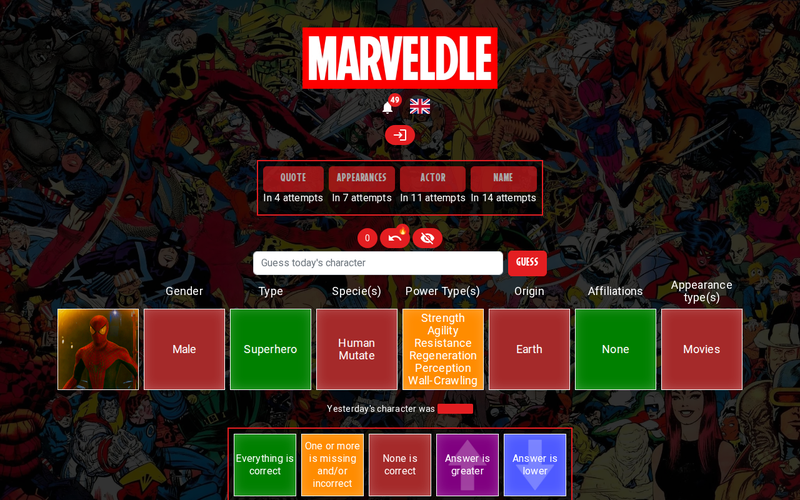 MARVELDLE
49
QUOTE APPEARANCES ACTOR NAME
In 4 attempts In 7 attempts In 11 attempts In 14 attempts
0
Guess today's character GUESS
Gender Type Specie(s) Power Type(s) Origin Affiliations Appearance
type(s)
Male
Superhero
Human
Mutate
Strength
Agility
Resistance
Regeneration
Perception
Wall-Crawling
Earth
None
Movies
Yesterday's character was
Everything is
correct
One or more
is missing
and/or
incorrect
None is
correct
Answer is
greater
Answer is
lower